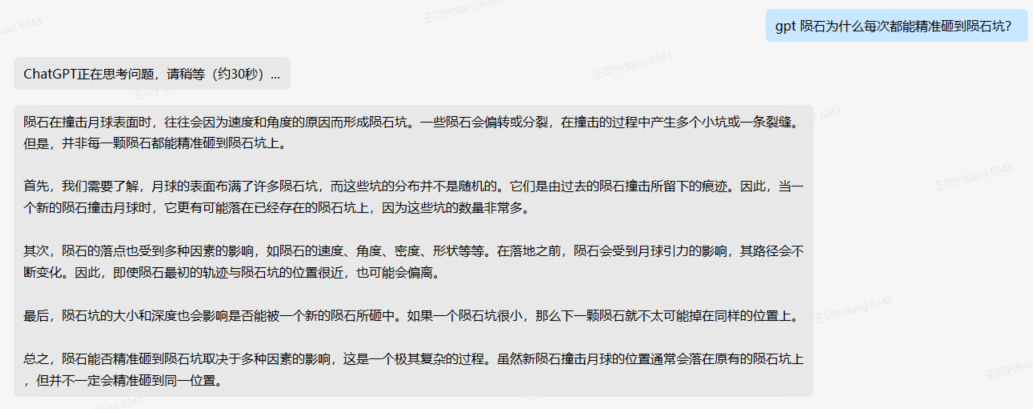 gpt 陨石为什么每次都能精准砸到陨石坑?
ChatGPT正在思考问题，请稍等（约30秒）...
陨石在撞击月球表面时，往往会因为速度和角度的原因而形成陨石坑。一些陨石会偏转或分裂，在撞击的过程中产生多个小坑或一条裂缝。
但是，并非每一颗陨石都能精准砸到陨石坑上。
首先，我们需要了解，月球的表面布满了许多陨石坑，而这些坑的分布并不是随机的。它们是由过去的陨石撞击所留下的痕迹。因此，当一
个新的陨石撞击月球时，它更有可能落在已经存在的陨石坑上，因为这些坑的数量非常多。
其次，陨石的落点也受到多种因素的影响，如陨石的速度、角度、密度、形状等等。在落地之前，陨石会受到月球引力的影响，其路径会不
断变化。因此，即使陨石最初的轨迹与陨石坑的位置很近，也可能会偏离。
最后，陨石坑的大小和深度也会影响是否能被一个新的陨石所砸中。如果一个陨石坑很小，那么下一颗陨石就不太可能掉在同样的位置上。
总之，陨石能否精准砸到陨石坑取决于多种因素的影响，这是一个极其复杂的过程。虽然新陨石撞击月球的位置通常会落在原有的陨石坑上
，但并不一定会精准砸到同一位置。